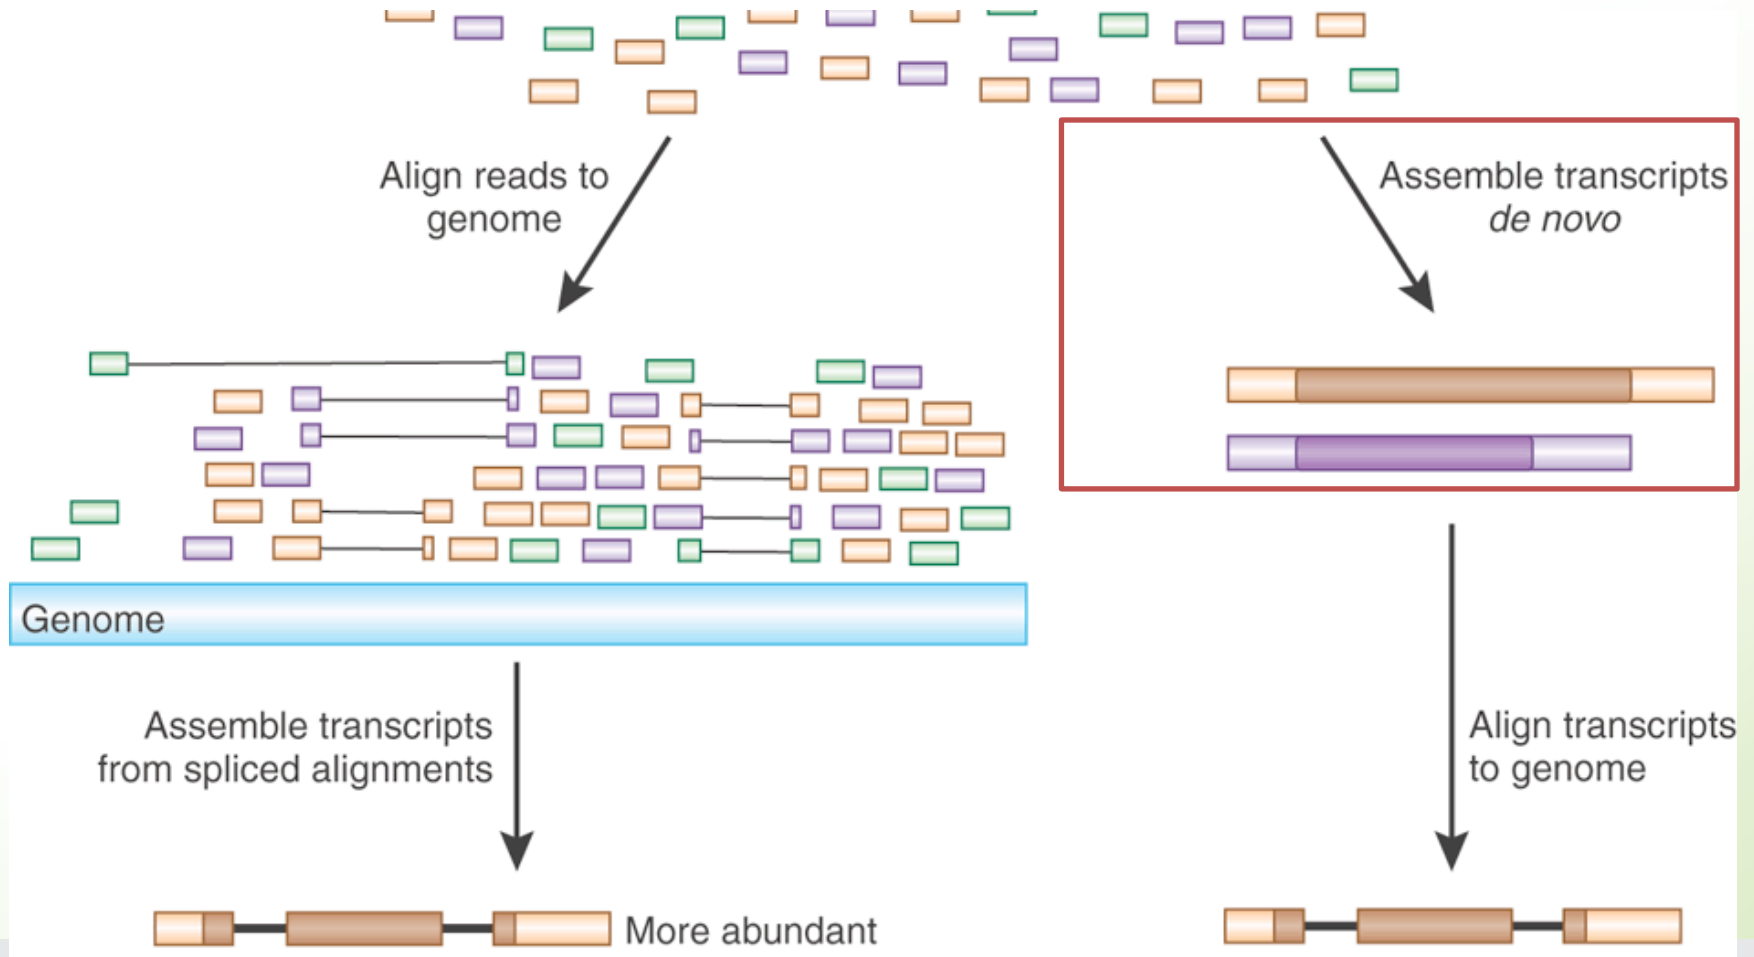 Align reads to
genome
Assemble transcripts
de novo
Genome
Assemble transcripts
from spliced alignments
Align transcripts
to genome
More abundant